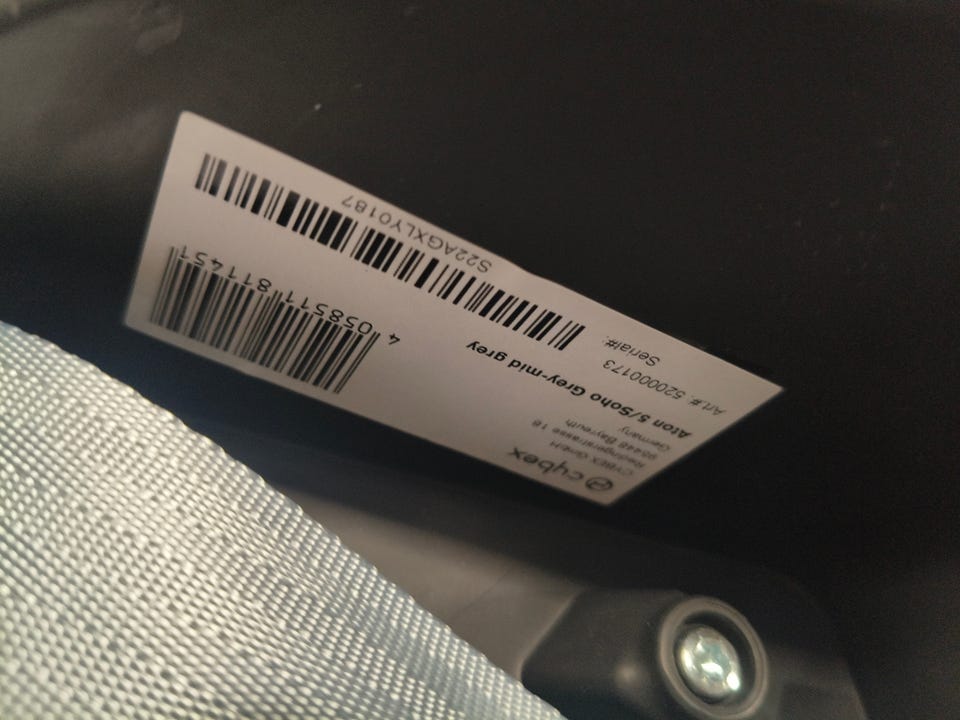 cybex
CYBEX GmbH
Riedingerstrasse 18
95448 Bayreuth
Germany
Aton 5/Soho Grey-mid grey
Art.#: 520000173
Serial#:
4 058511 811451
S22AGXLY0187